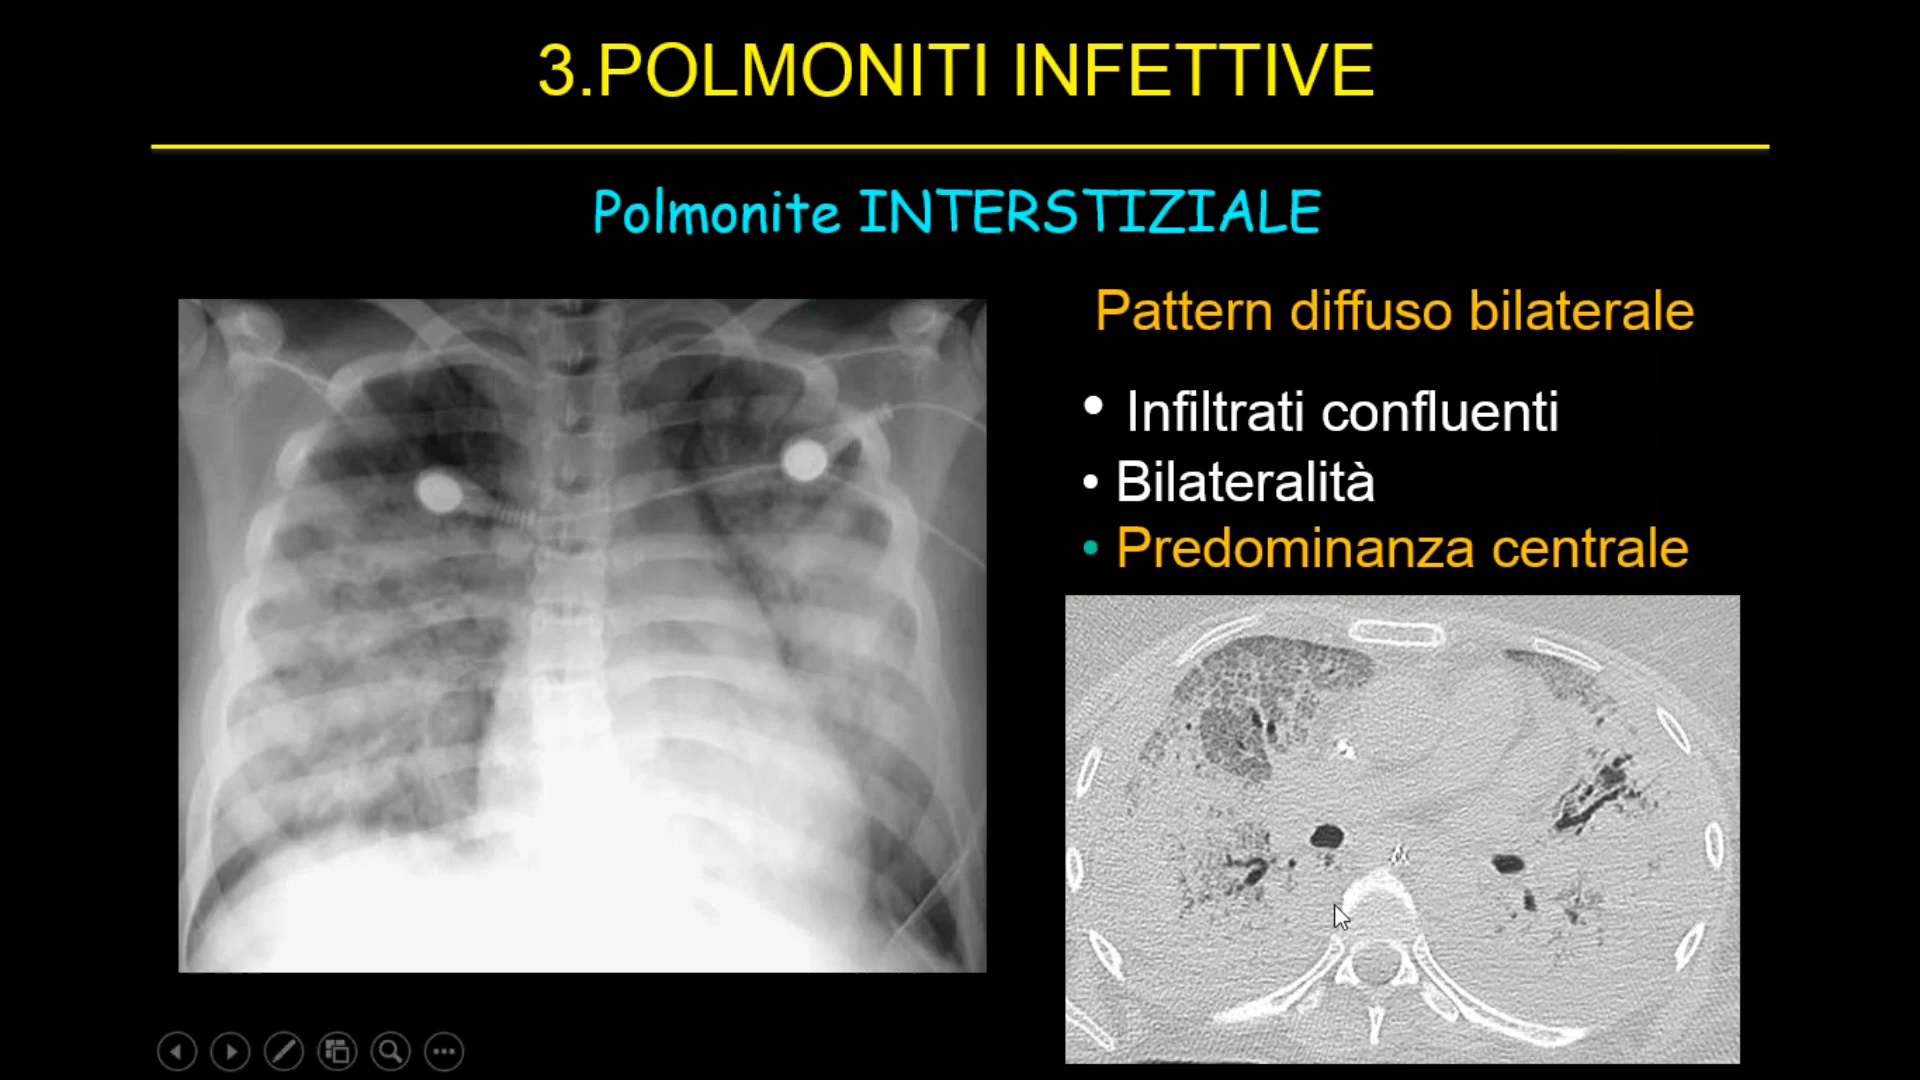 3.POLMONITI INFETTIVE
Polmonite INTERSTIZIALE
Pattern diffuso bilaterale
• Infiltrati confluenti
• Bilateralità
• Predominanza centrale